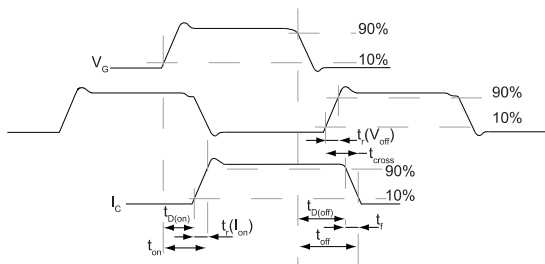 90%
V_G
10%
90%
10%
t_r(V_off)
t_cross
90%
I_C
10%
t_D(on)
t_r(I_on)
t_D(off)
t_f
t_on
t_off